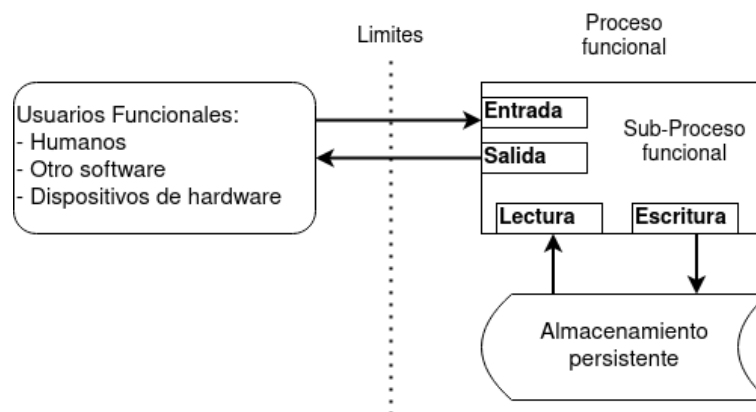 Limites
Proceso
funcional
Usuarios Funcionales:
- Humanos
- Otro software
- Dispositivos de hardware
Entrada
Salida
Sub-Proceso
funcional
Lectura
Escritura
Almacenamiento
persistente